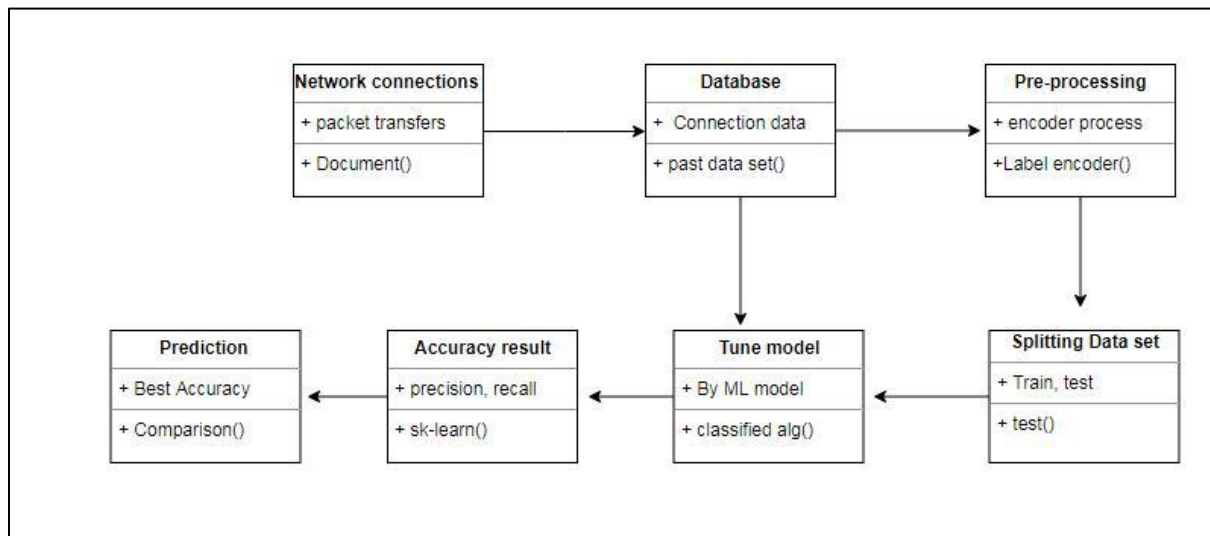 Network connections
+ packet transfers
+ Document()
Database
+ Connection data
+ past data set()
Pre-processing
+ encoder process
+Label encoder()
Prediction
+ Best Accuracy
+ Comparison()
Accuracy result
+ precision, recall
+ sk-learn()
Tune model
+ By ML model
+ classified alg()
Splitting Data set
+ Train, test
+ test()